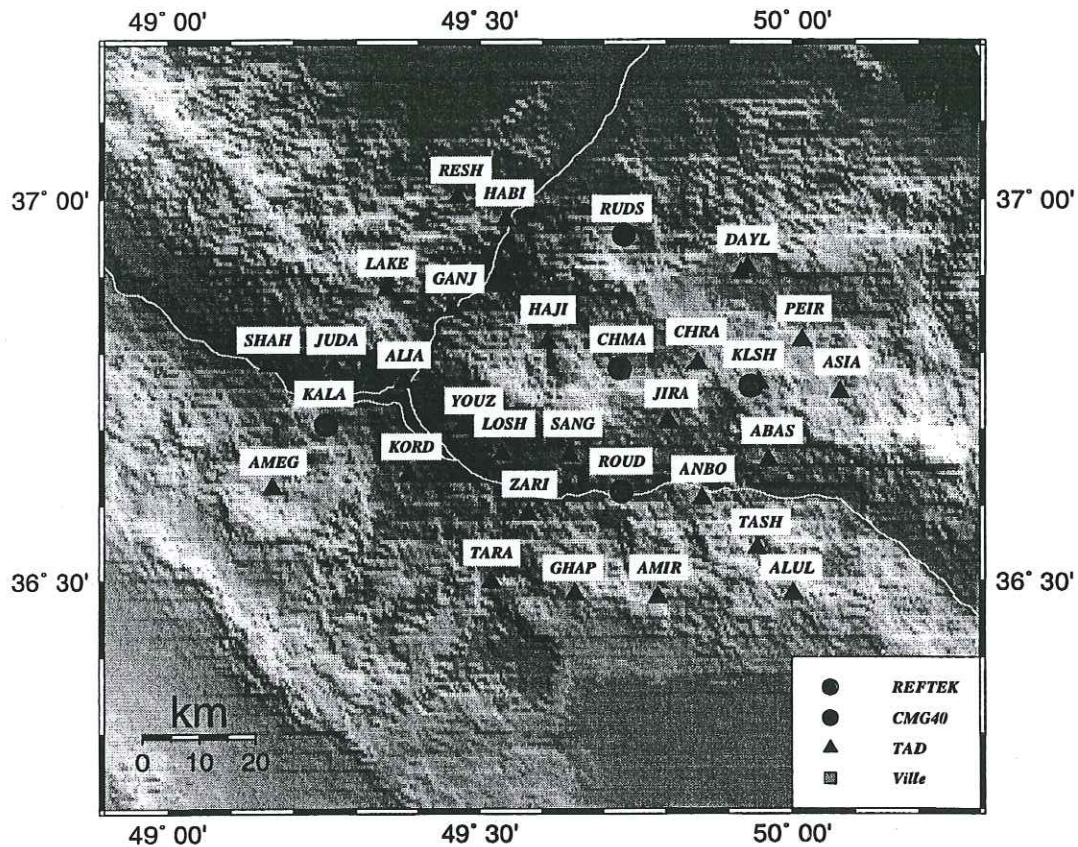 49° 00' 49° 30' 50° 00'
RESH
HABI
37° 00' RUDS 37° 00'
DAYL
LAKE
GANJ
HAJI PEIR
SHAH JUDA ALIA CHMA CHRA KLSH ASIA
KALA YOUZ JIRA
LOSH SANG ABAS
KORD ROUD ANBO
AMEG
ZARI
TASH
TARA GHAP AMIR ALUL
36° 30' 36° 30'
REFTEK
km CMG40
0 10 20 TAD
Ville
49° 00' 49° 30' 50° 00'